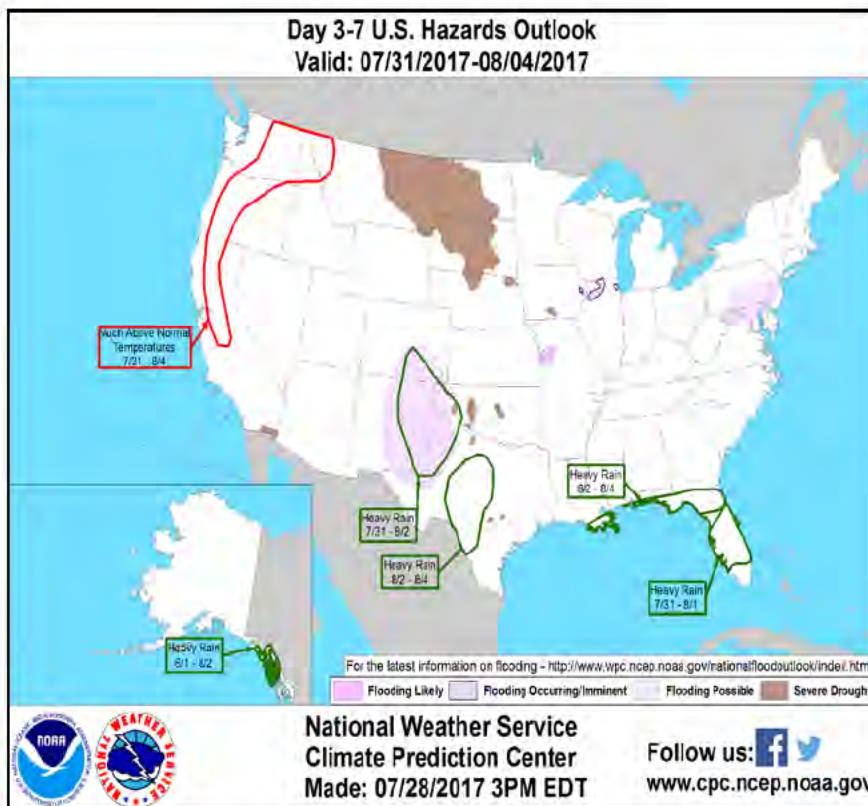 Day 3-7 U.S. Hazards Outlook
Valid: 07/31/2017-08/04/2017
Much Above Normal
Temperatures
7/31 - 8/4
Heavy Rain
8/2 - 8/4
Heavy Rain
7/31 - 8/2
Heavy Rain
8/2 - 8/4
Heavy Rain
7/31 - 8/1
Heavy Rain
8/1 - 8/2
For the latest information on flooding - http://www.wpc.ncep.noaa.gov/nationalfloodoutlook/index.htm
Flooding Likely
Flooding Occurring/Imminent
Flooding Possible
Severe Drough
NOAA
NATIONAL WEATHER SERVICE
National Weather Service
Climate Prediction Center
Made: 07/28/2017 3PM EDT
Follow us:
www.cpc.ncep.noaa.gov